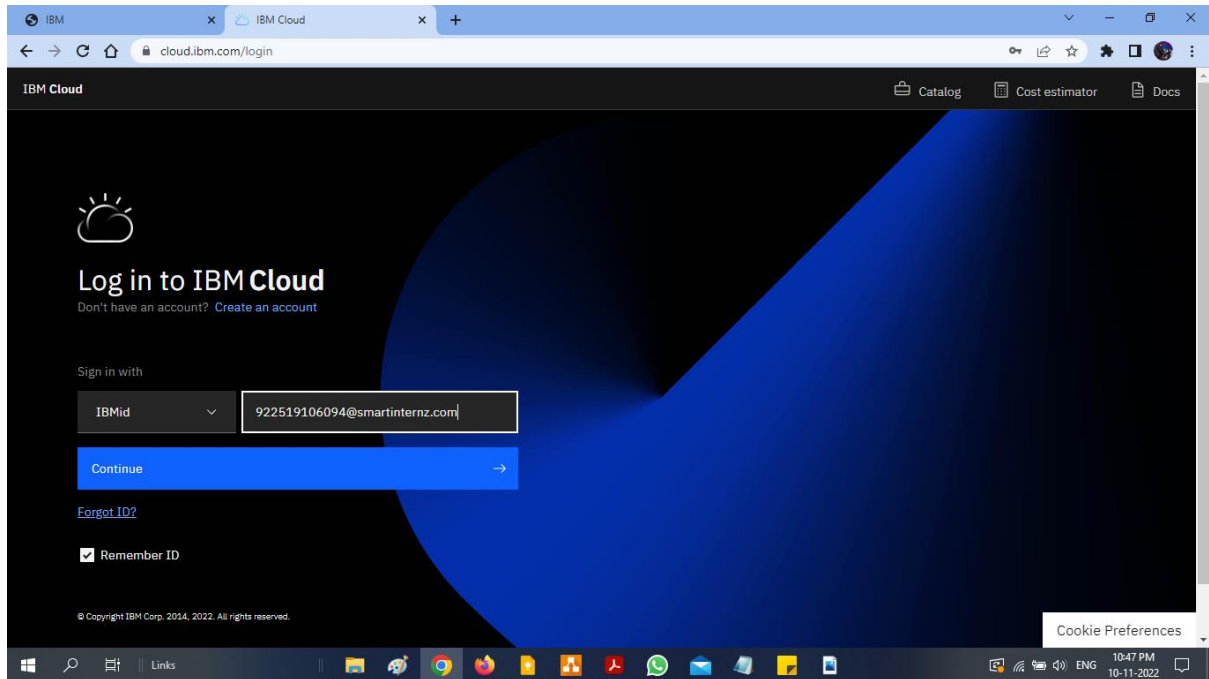 IBM
IBM Cloud
cloud.ibm.com/login
IBM Cloud
Catalog
Cost estimator
Docs
Log in to IBM Cloud
Don't have an account? Create an account
Sign in with
IBMid
922519106094@smartinternz.com
Continue
Forgot ID?
Remember ID
© Copyright IBM Corp. 2014, 2022. All rights reserved.
Cookie Preferences
Links
ENG
10:47 PM
10-11-2022